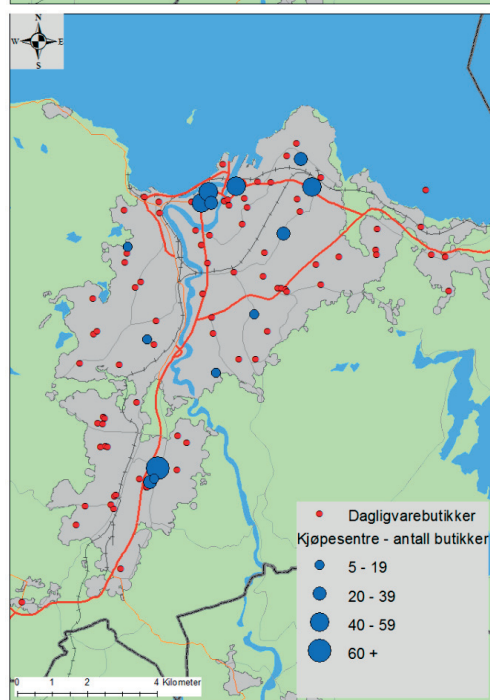 N
W E
S
Dagligvarebutikker
Kjøpesentre - antall butikker
5 - 19
20 - 39
40 - 59
60 +
0 1 2 4 Kilometer